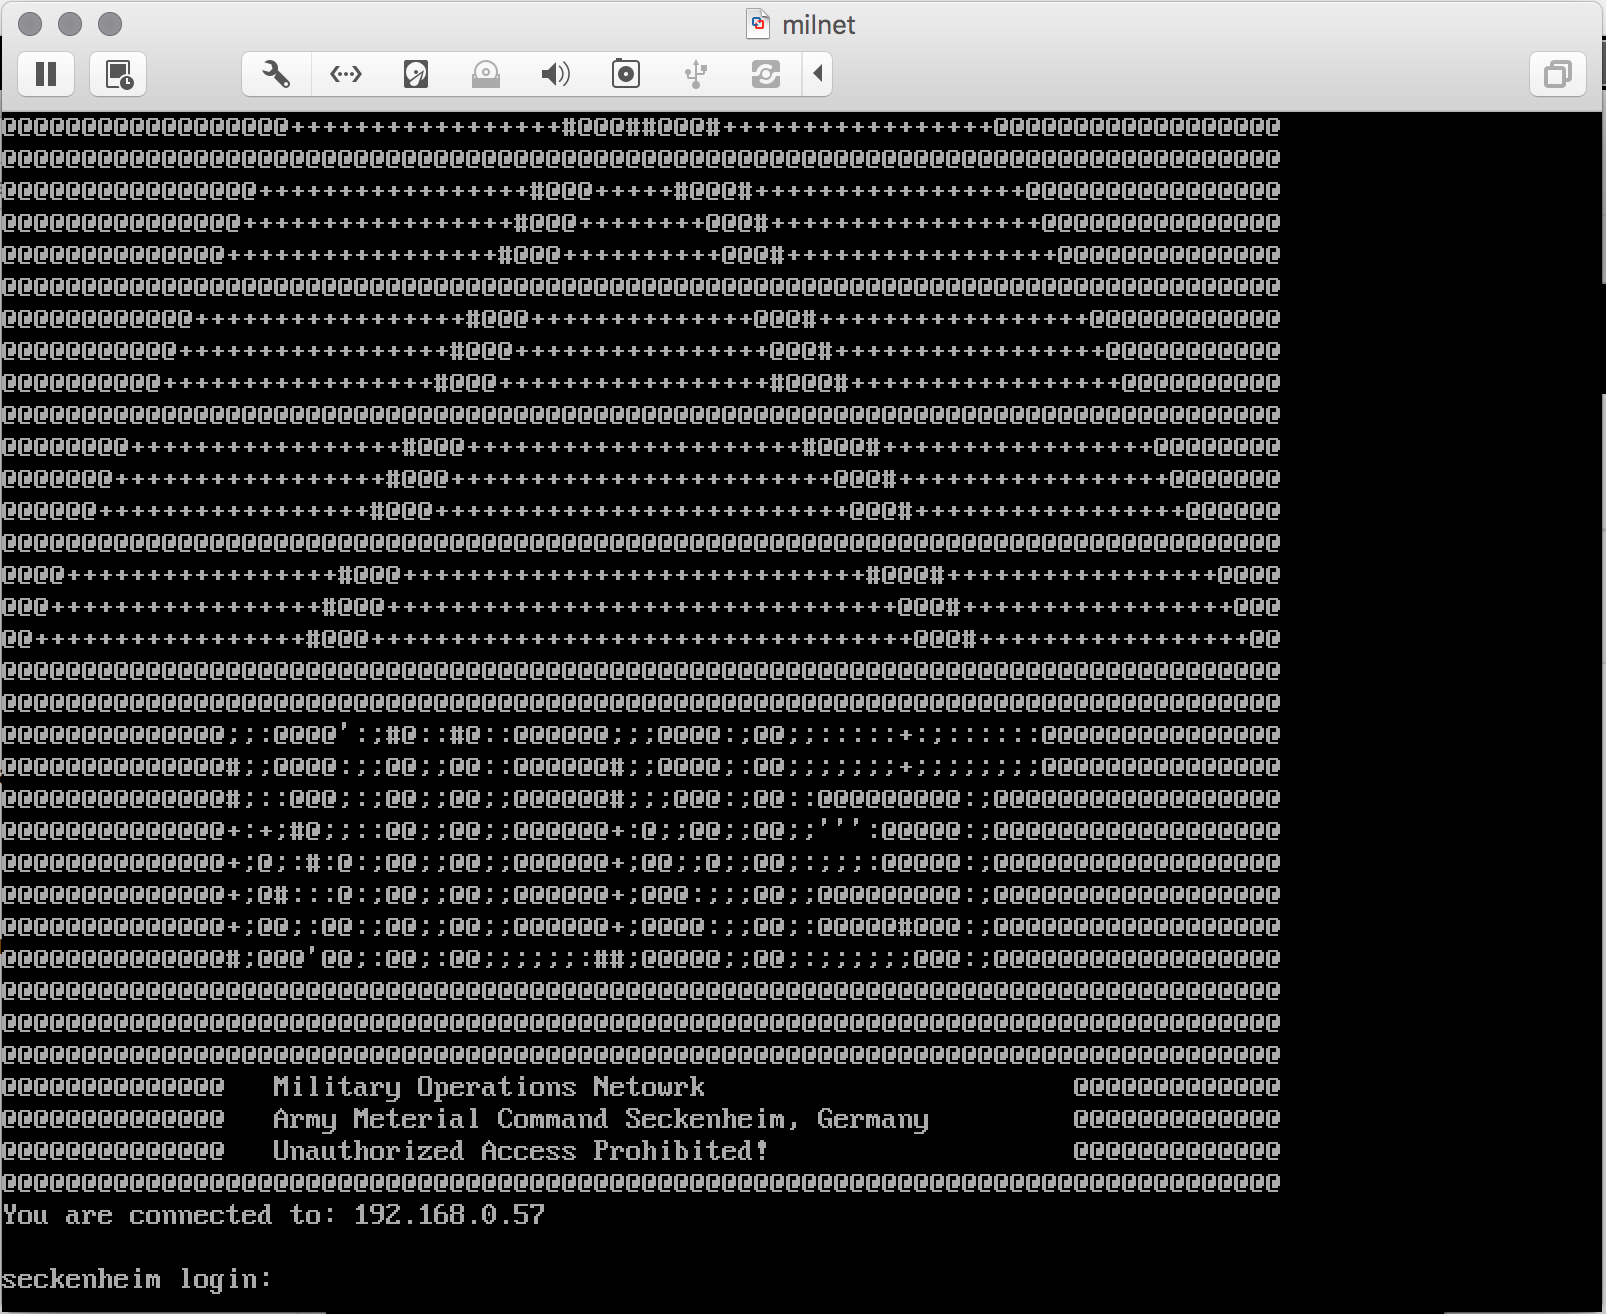 milnet
Military Operations Netowrk
Army Meterial Command Seckenheim, Germany
Unauthorized Access Prohibited!
You are connected to: 192.168.0.57
seckenheim login: